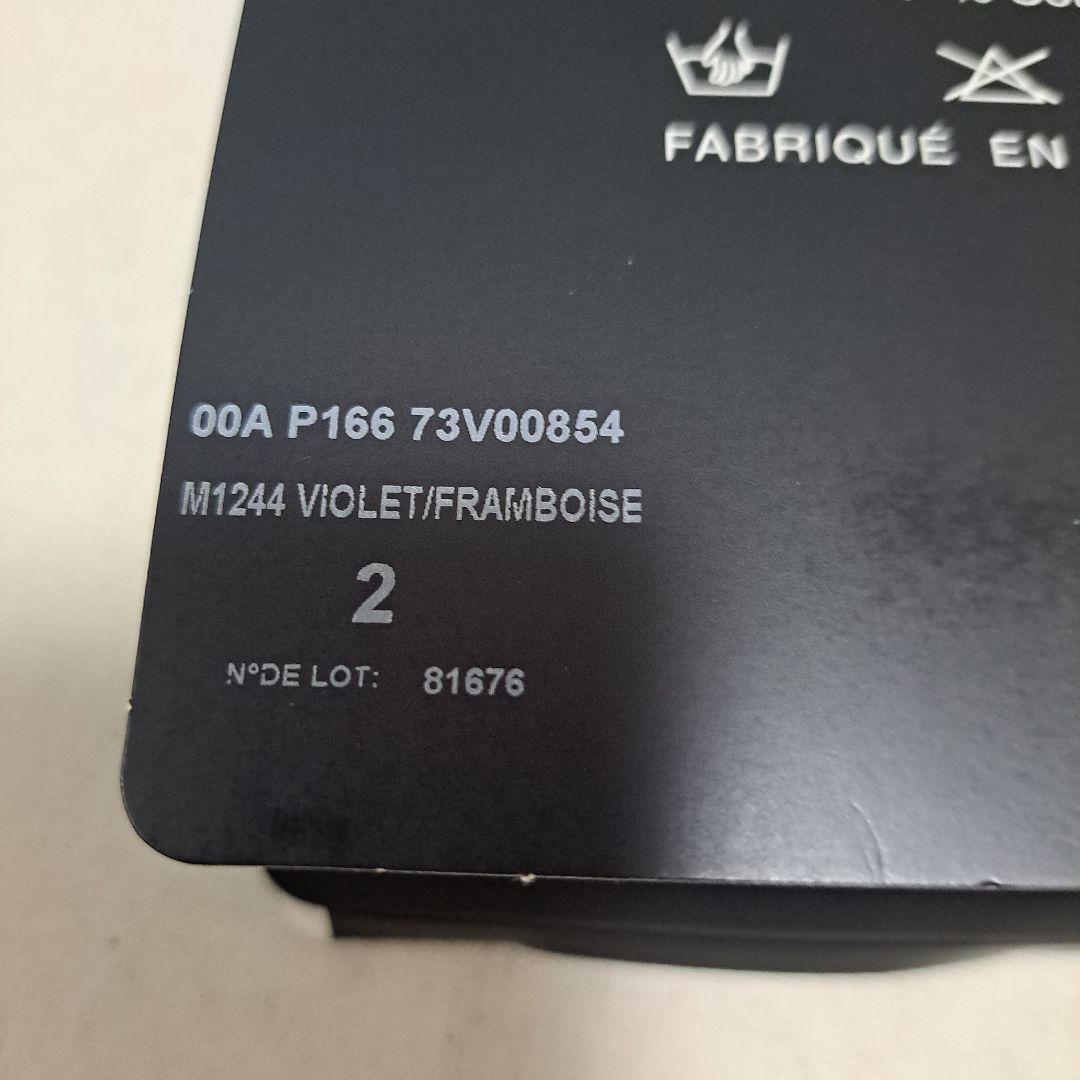 FABRIQUÉ EN
00A P166 73V00854
M1244 VIOLET/FRAMBOISE
2
N°DE LOT: 81676